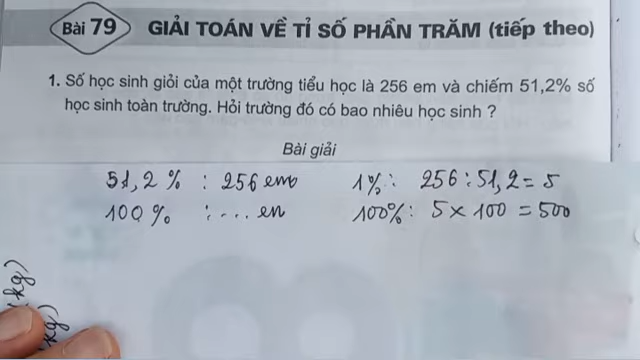 Bài 79 GIẢI TOÁN VỀ TỈ SỐ PHẦN TRĂM (tiếp theo)
1. Số học sinh giỏi của một trường tiểu học là 256 em và chiếm 51,2% số
học sinh toàn trường. Hỏi trường đó có bao nhiêu học sinh ?
Bài giải
51,2 % : 256 em 1% : 256 : 51,2 = 5
100 % : .... em 100% : 5 x 100 = 500
(kg)
kg)